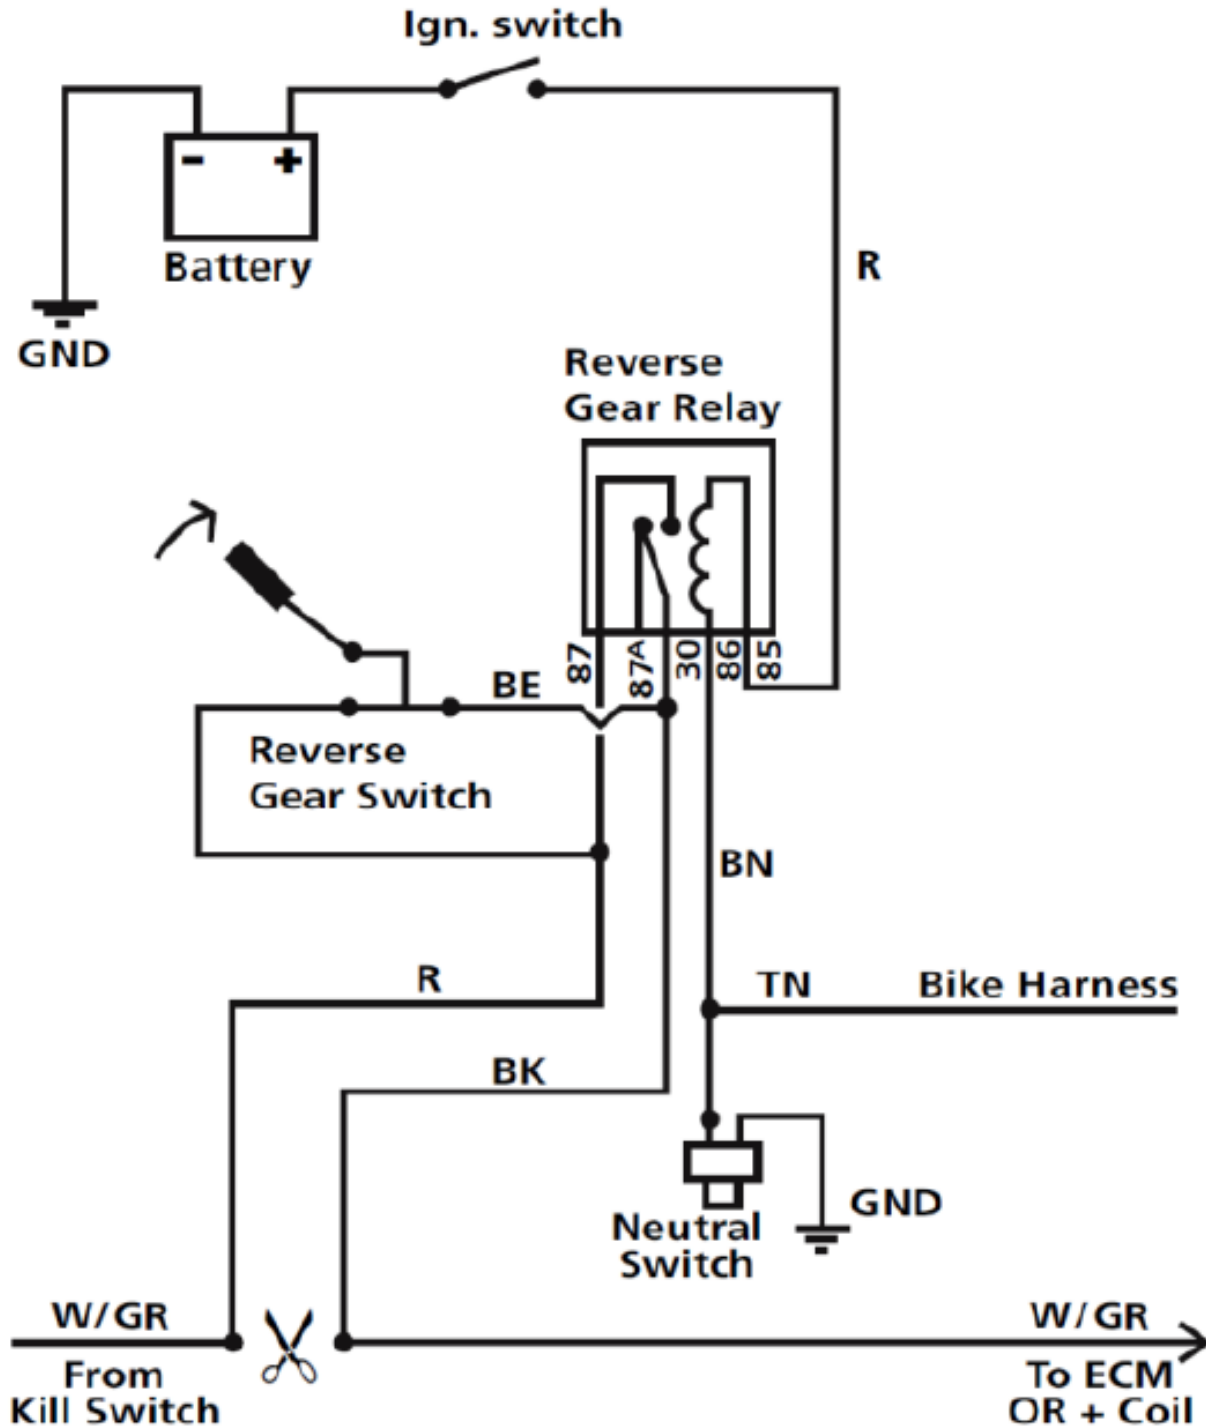 Ign. switch
- +
Battery
R
GND
Reverse
Gear Relay
87
87A
30
86
85
BE
Reverse
Gear Switch
BN
R
TN
Bike Harness
BK
GND
Neutral
Switch
W/GR
W/GR
From
Kill Switch
To ECM
OR + Coil